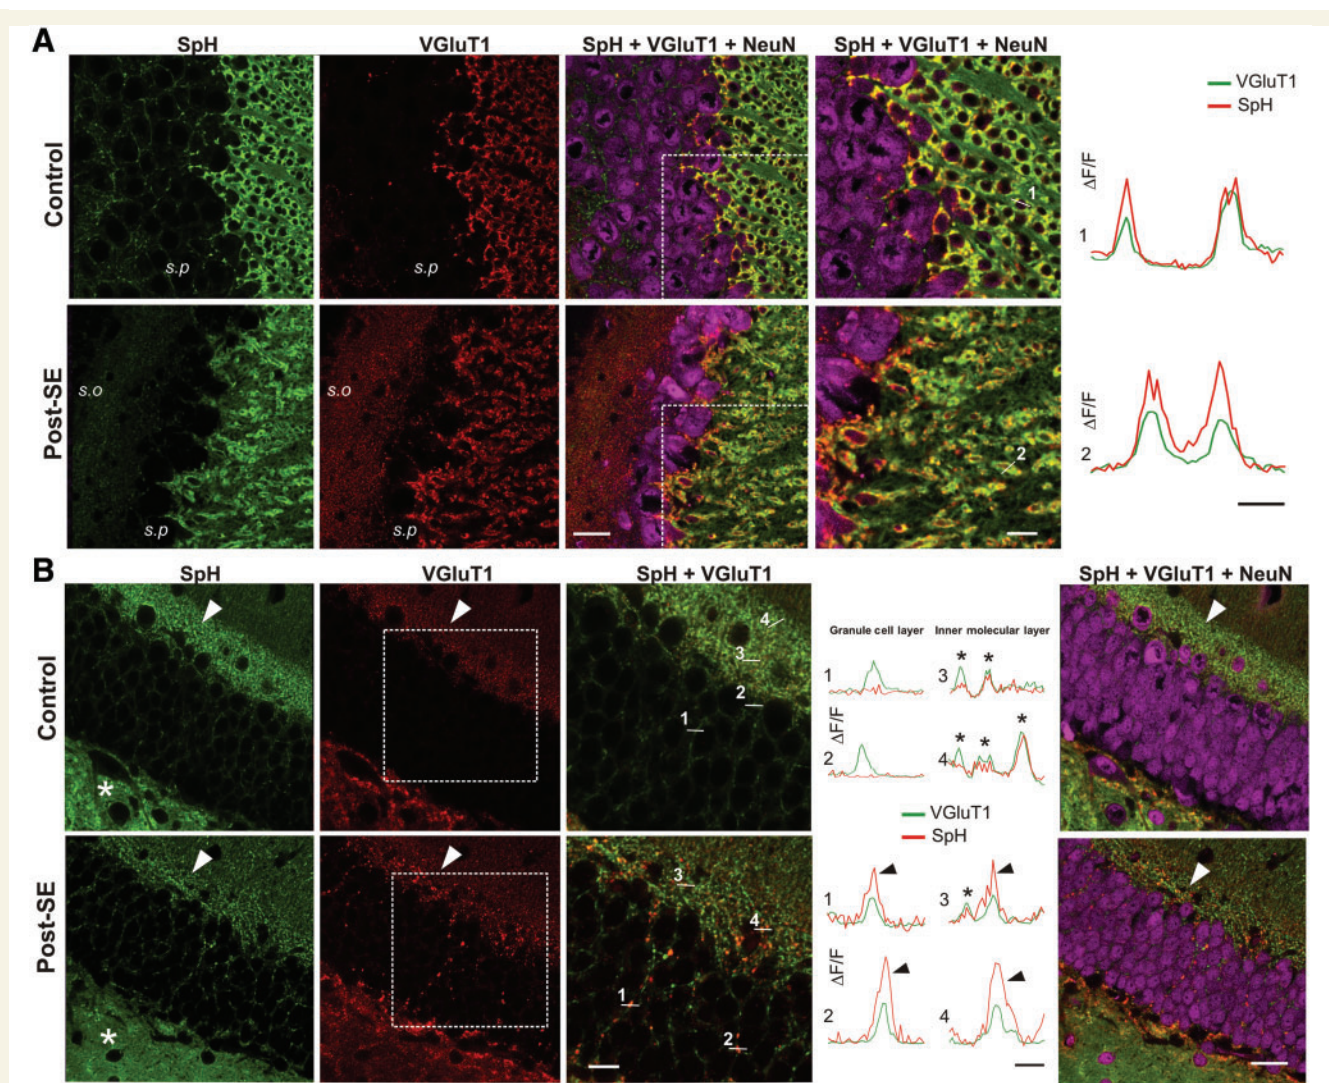 A
SpH
VGluT1
SpH + VGluT1 + NeuN
SpH + VGluT1 + NeuN
VGluT1
SpH
Control
s.p
s.p
1
ΔF/F
1
Post-SE
s.o
s.p
s.o
s.p
2
ΔF/F
2
B
SpH
VGluT1
SpH + VGluT1
SpH + VGluT1 + NeuN
Control
*
4
3
2
1
Granule cell layer
Inner molecular layer
1
3
* *
ΔF/F
2
4
* * *
VGluT1
SpH
Post-SE
*
3
4
1
2
1
3
*
ΔF/F
2
4